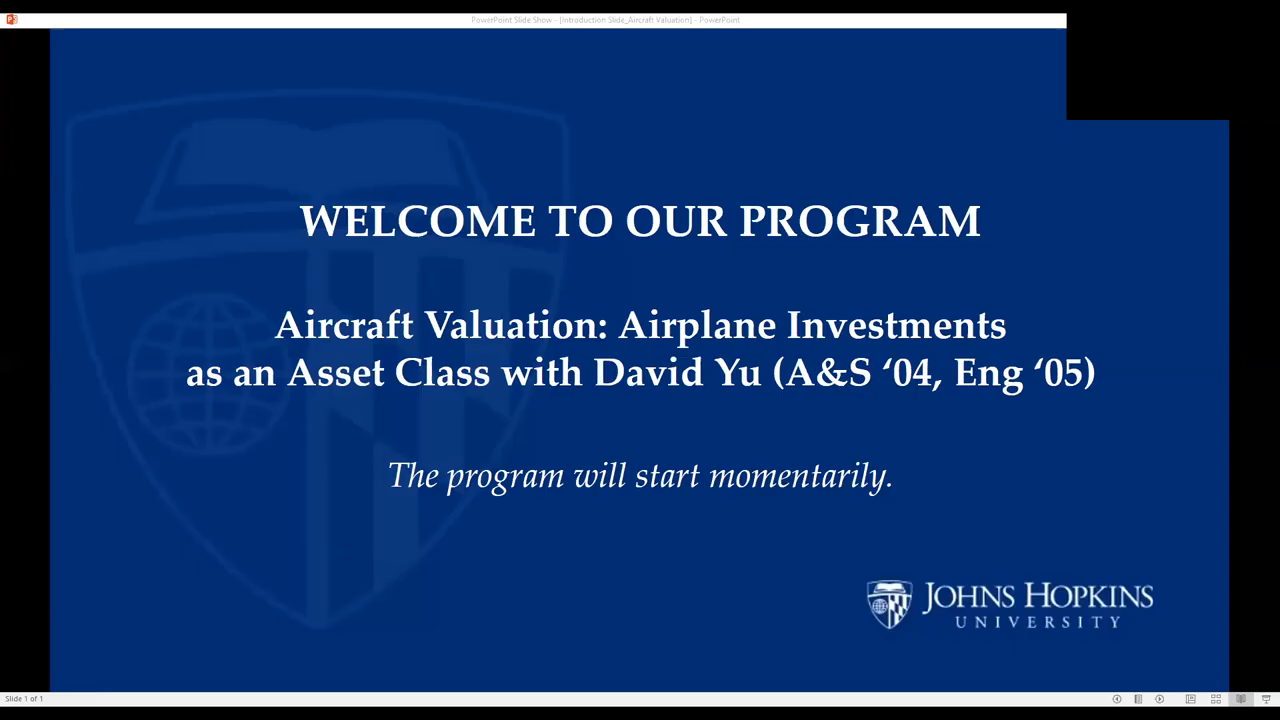 PowerPoint Slide Show - [Introduction Slide_Aircraft Valuation] - PowerPoint
WELCOME TO OUR PROGRAM
Aircraft Valuation: Airplane Investments
as an Asset Class with David Yu (A&S ‘04, Eng ‘05)
The program will start momentarily.
JOHNS HOPKINS
UNIVERSITY
Slide 1 of 1